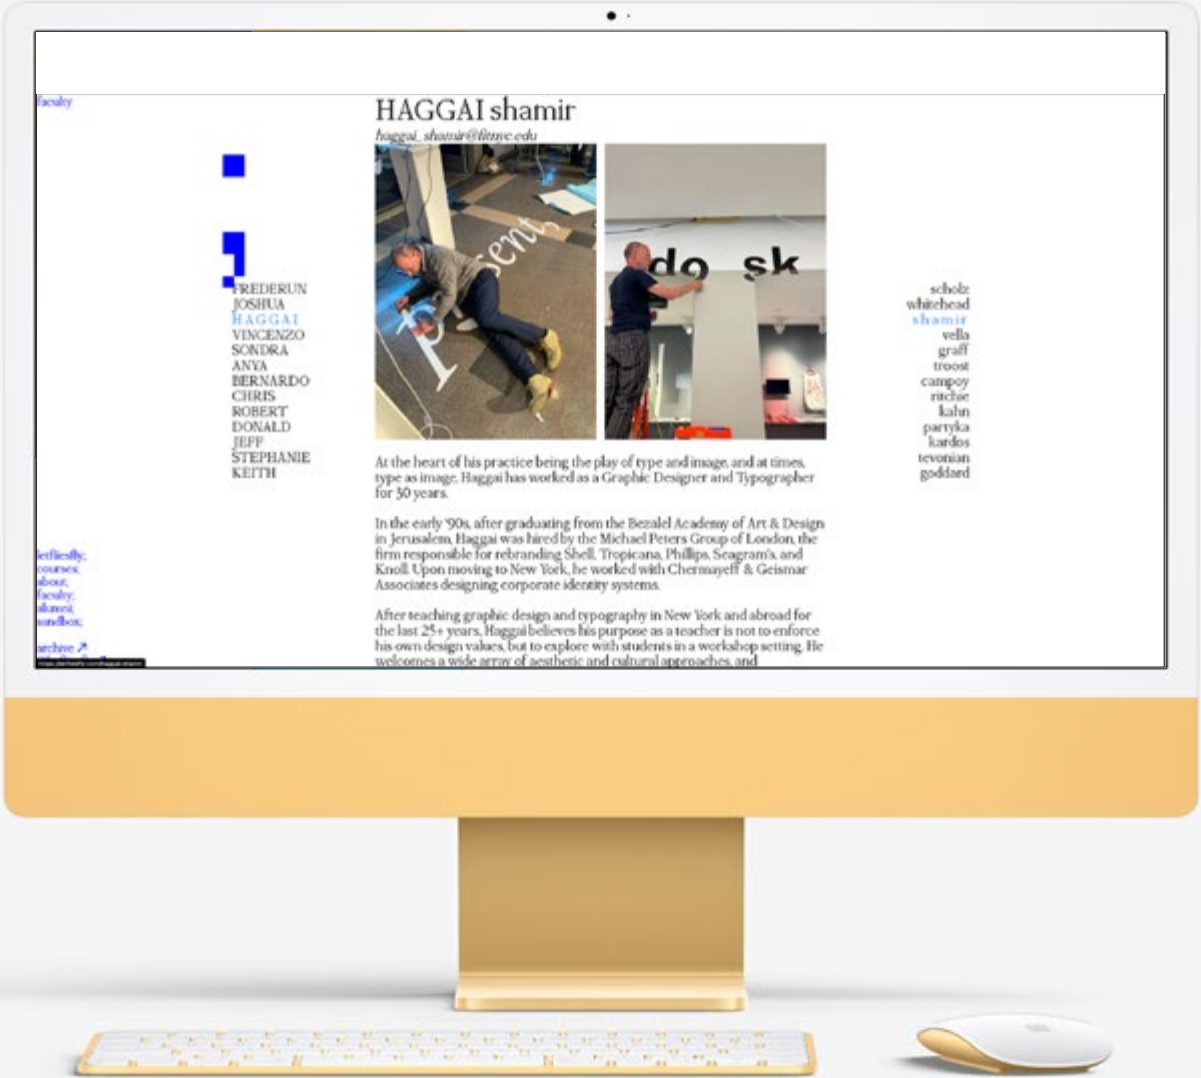 faculty
HAGGAI shamir
haggai_shamir@fitnyc.edu
Present,
do sk
FREDERUN
JOSHUA
HAGGAI
VINCENZO
SONDRA
ANYA
BERNARDO
CHRIS
ROBERT
DONALD
JEFF
STEPHANIE
KEITH
scholz
whitehead
shamir
vella
graff
troost
campoy
ritchie
kahn
partyka
kardos
tevonian
goddard
At the heart of his practice being the play of type and image, and at times,
type as image, Haggai has worked as a Graphic Designer and Typographer
for 30 years.
In the early '90s, after graduating from the Bezalel Academy of Art & Design
in Jerusalem, Haggai was hired by the Michael Peters Group of London, the
firm responsible for rebranding Shell, Tropicana, Phillips, Seagram's, and
Knoll. Upon moving to New York, he worked with Chermayeff & Geismar
Associates designing corporate identity systems.
After teaching graphic design and typography in New York and abroad for
the last 25+ years, Haggai believes his purpose as a teacher is not to enforce
his own design values, but to explore with students in a workshop setting. He
welcomes a wide array of aesthetic and cultural approaches, and
letfliesfly;
courses;
about;
faculty;
alumni;
sandbox;
archive ↗